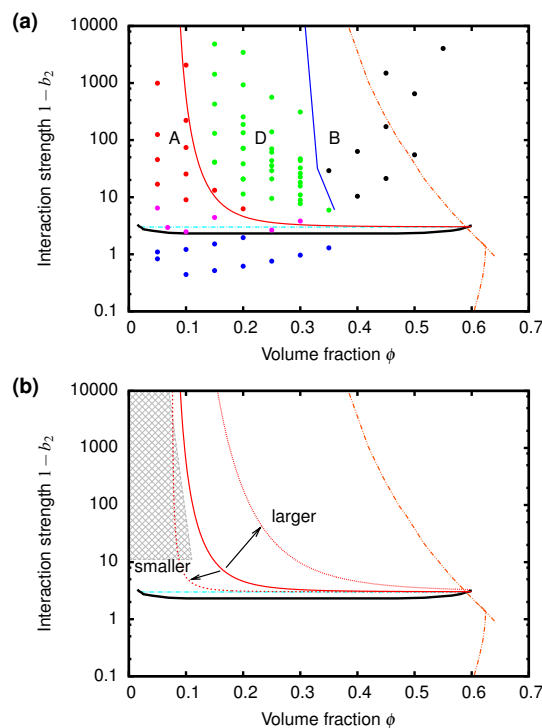 (a)
Interaction strength 1 − b₂
10000
1000
100
10
1
0.1
A
D
B
0
0.1
0.2
0.3
0.4
0.5
0.6
0.7
Volume fraction ϕ
(b)
Interaction strength 1 − b₂
10000
1000
100
10
1
0.1
larger
smaller
0
0.1
0.2
0.3
0.4
0.5
0.6
0.7
Volume fraction ϕ